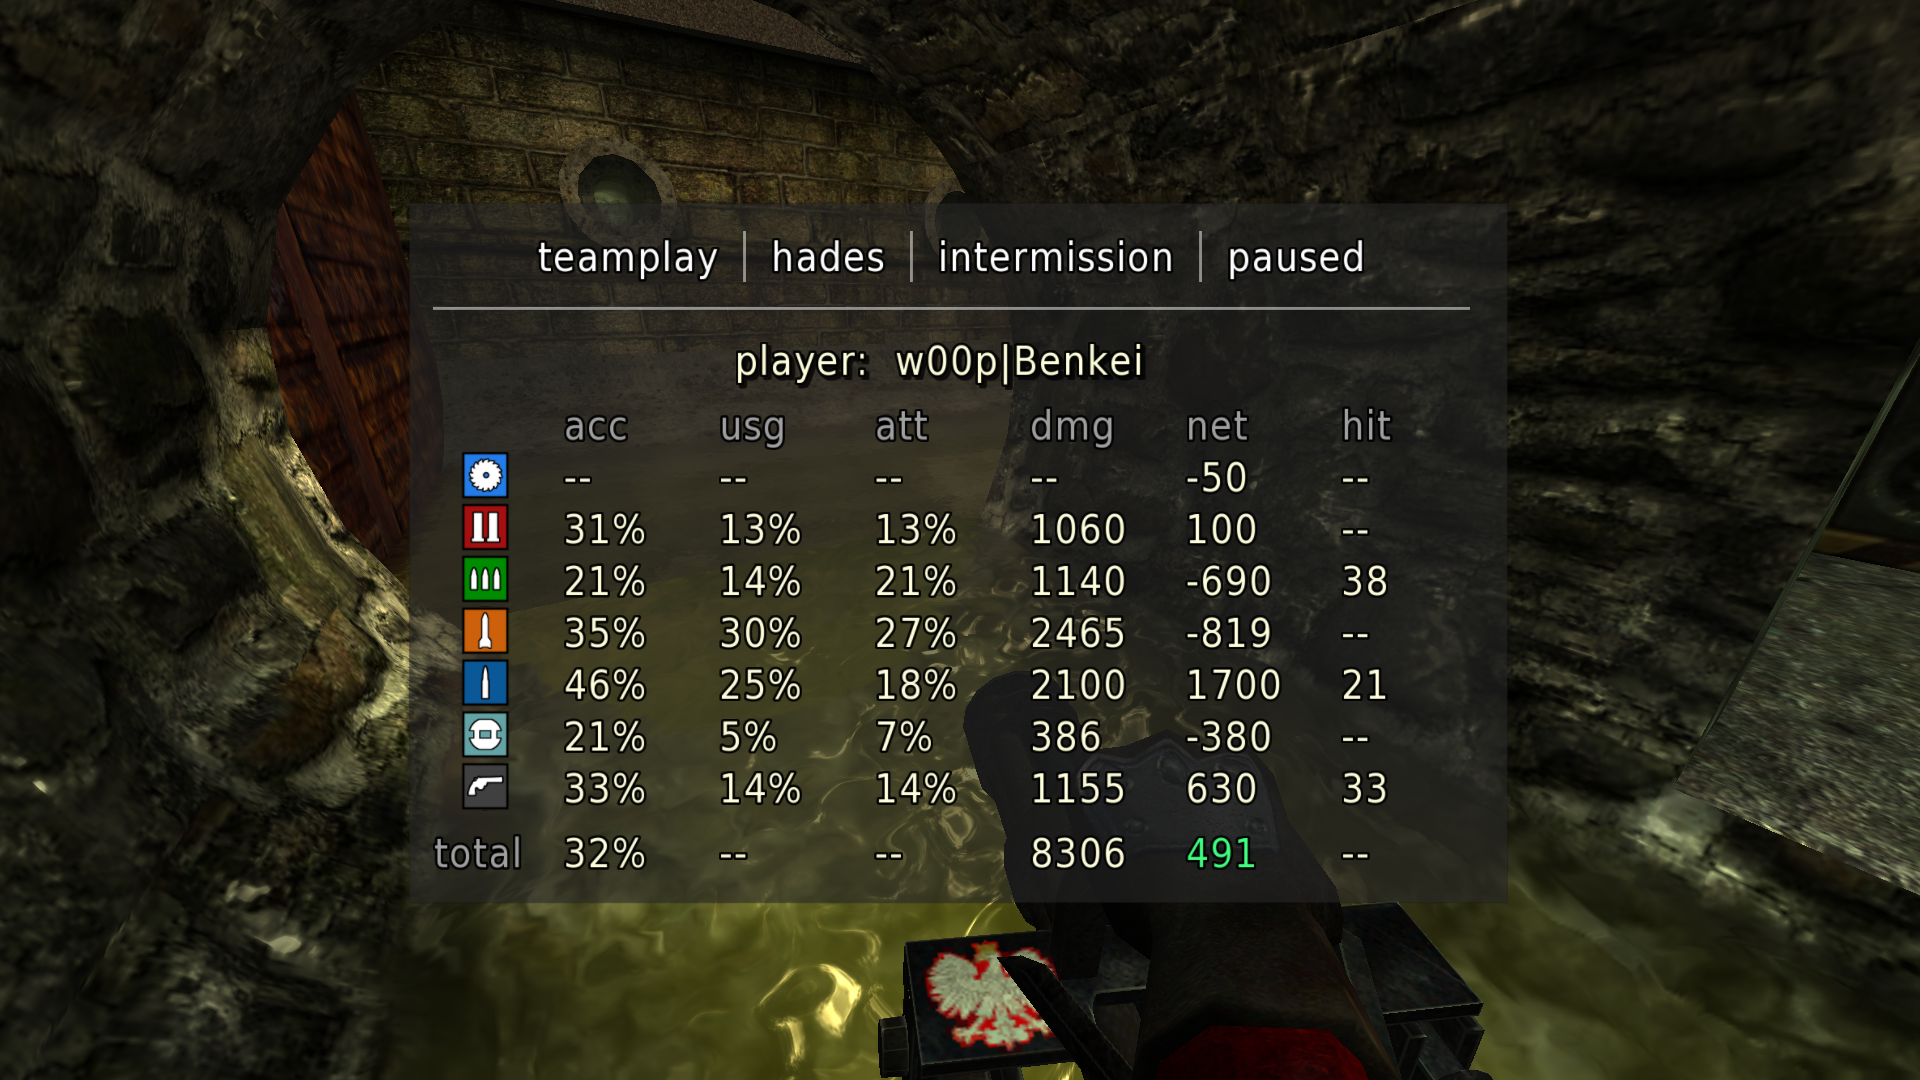 teamplay | hades | intermission | paused
player: w00p|Benkei
acc usg att dmg net hit
-- -- -- -- -50 --
31% 13% 13% 1060 100 --
21% 14% 21% 1140 -690 38
35% 30% 27% 2465 -819 --
46% 25% 18% 2100 1700 21
21% 5% 7% 386 -380 --
33% 14% 14% 1155 630 33
total 32% -- -- 8306 491 --